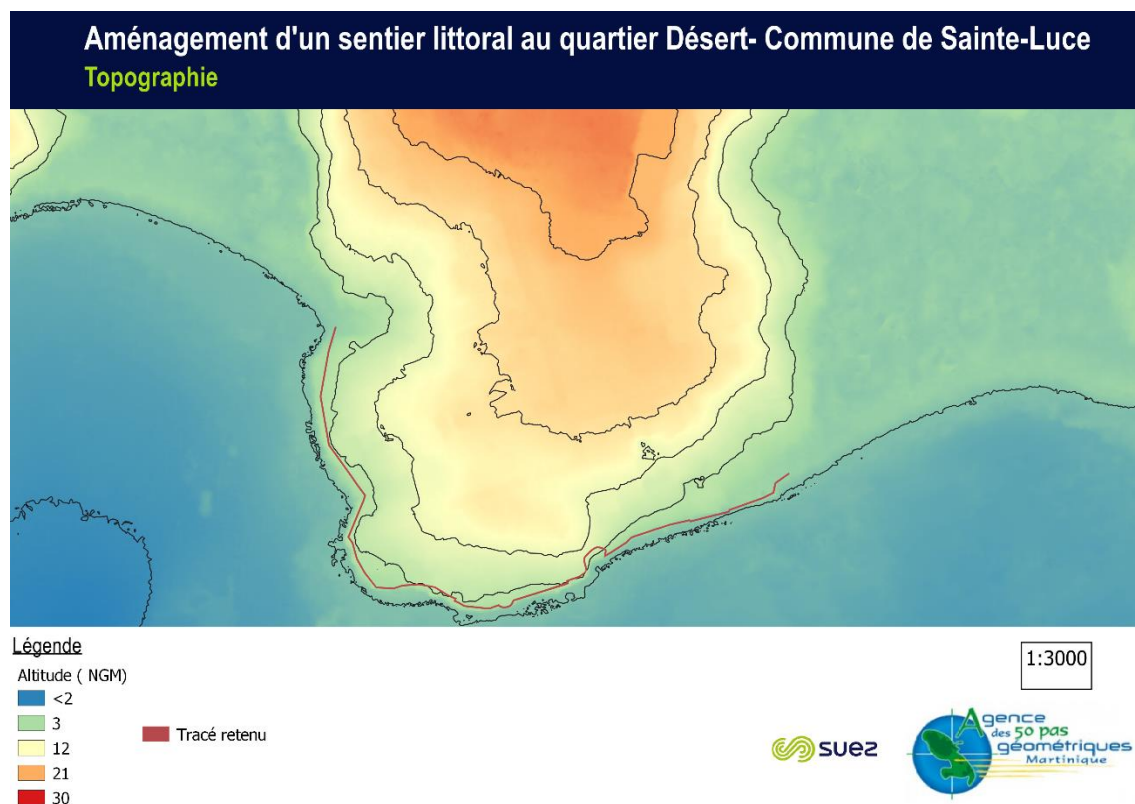 Aménagement d'un sentier littoral au quartier Désert- Commune de Sainte-Luce
Topographie
Légende
Altitude ( NGM)
<2
3
12
21
30
Tracé retenu
1:3000
suez
Agence
des 50 pas
géométriques
Martinique